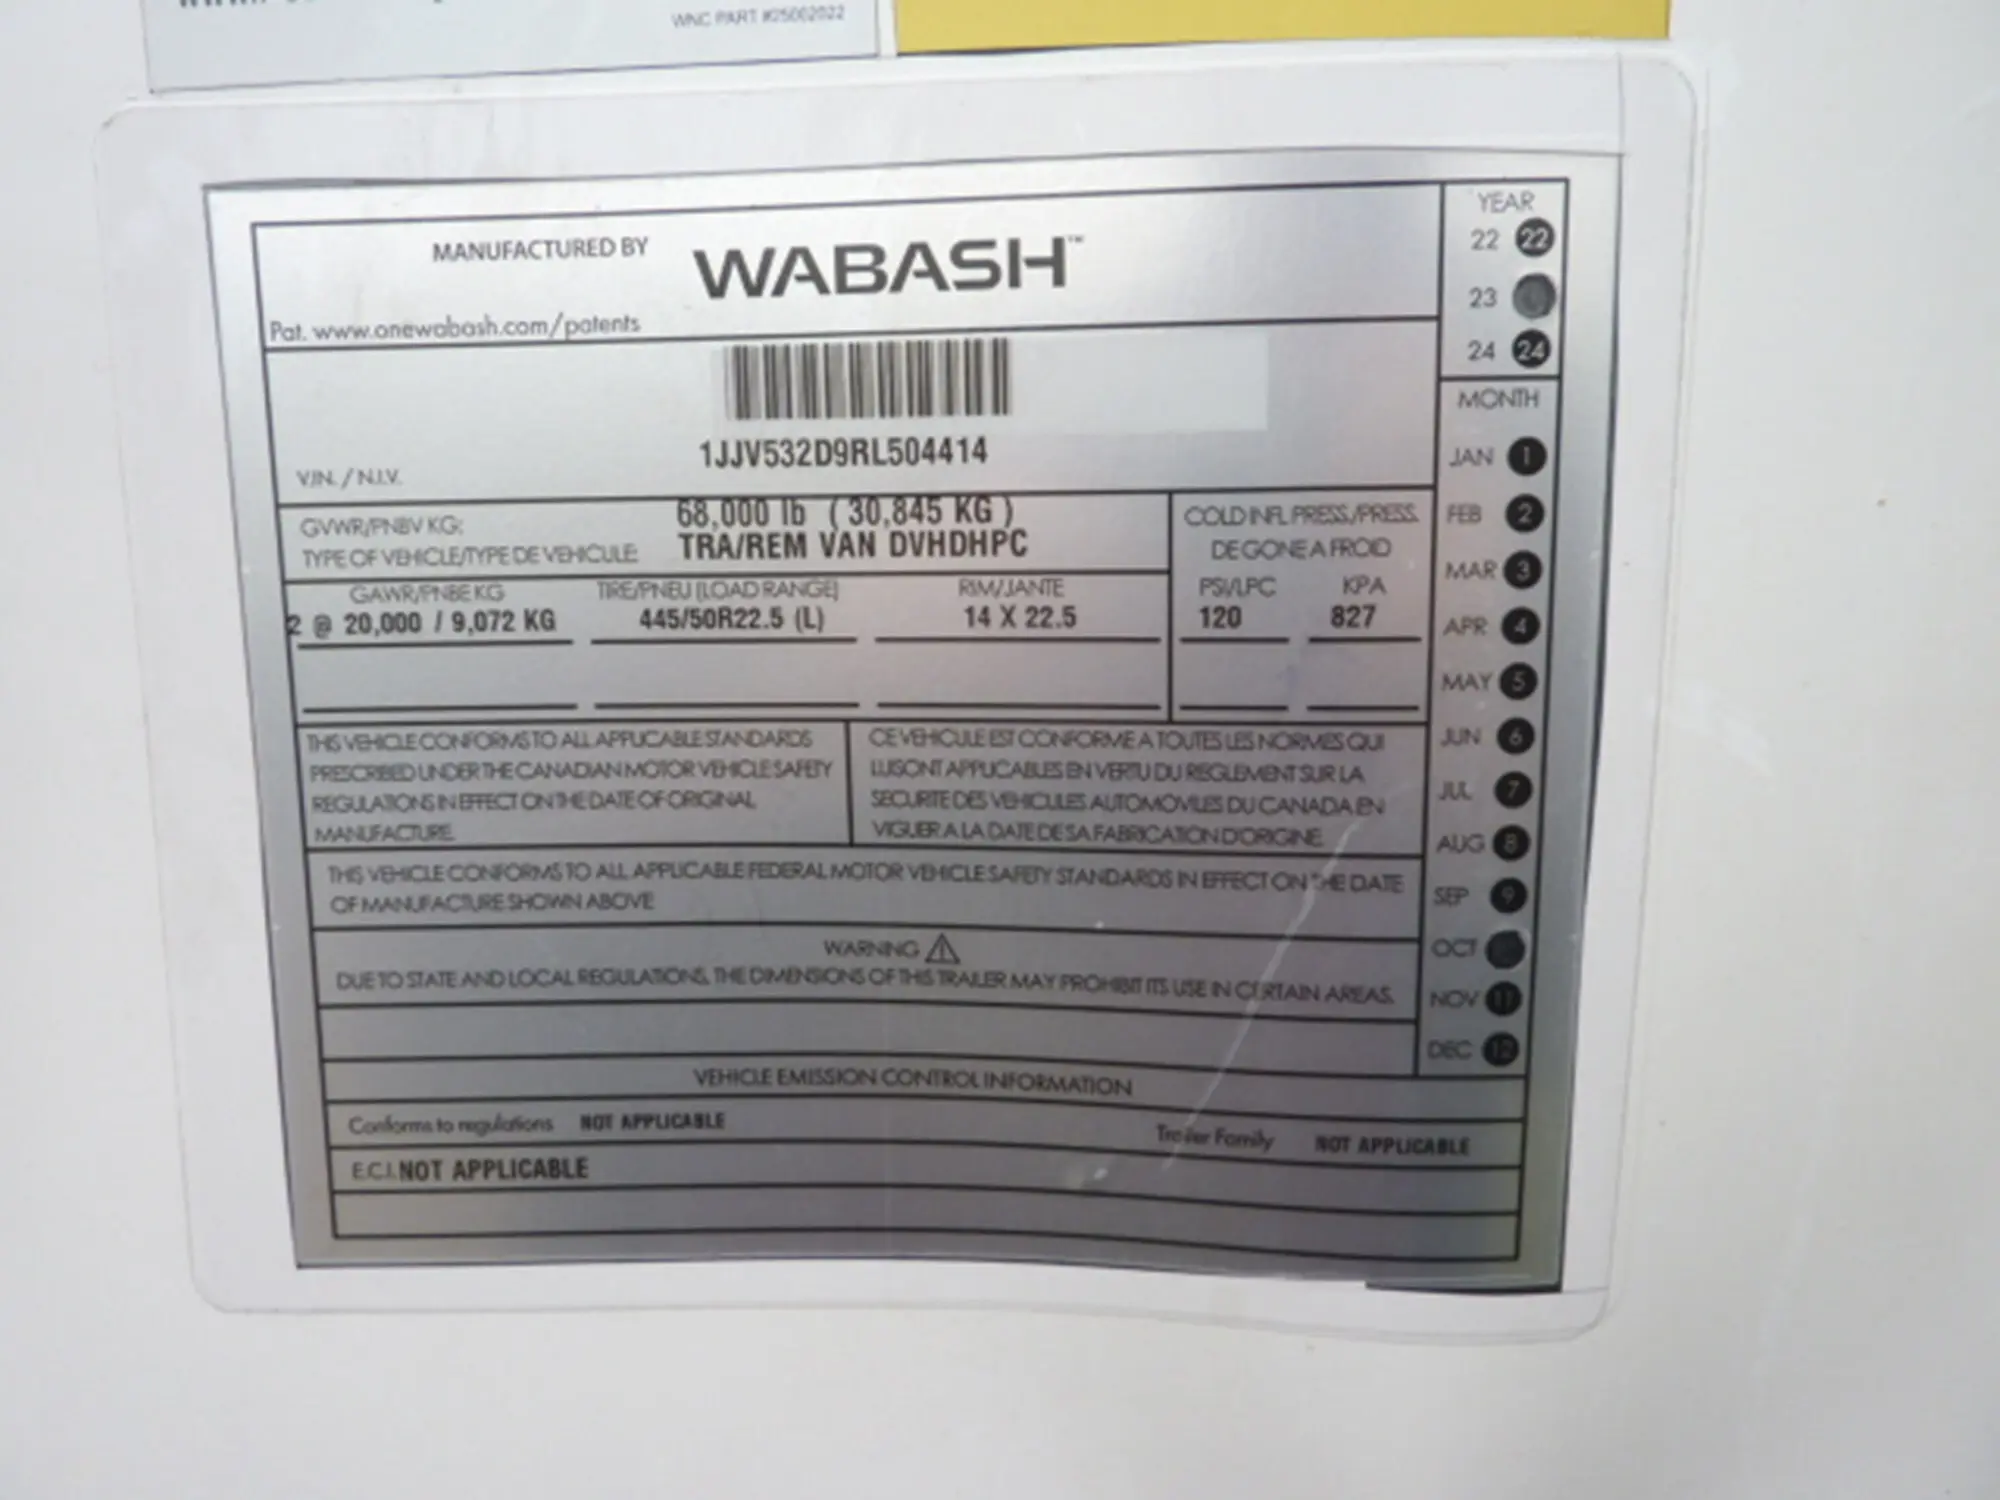 WNC PART #25002022
MANUFACTURED BY WABASH™
Pat. www.onewabash.com/patents
1JJV532D9RL504414
V.I.N. / N.I.V.
GVWR/PNBV KG: 68,000 lb ( 30,845 KG )
TYPE OF VEHICLE/TYPE DE VEHICULE: TRA/REM VAN DVHDHPC
COLD INFL. PRESS./PRESS.
DE GONE A FROID
GAWR/PNBE KG TIRE/PNEU (LOAD RANGE) RIM/JANTE PSI/LPC KPA
2 @ 20,000 / 9,072 KG 445/50R22.5 (L) 14 X 22.5 120 827
THIS VEHICLE CONFORMS TO ALL APPLICABLE STANDARDS
PRESCRIBED UNDER THE CANADIAN MOTOR VEHICLE SAFETY
REGULATIONS IN EFFECT ON THE DATE OF ORIGINAL
MANUFACTURE.
CE VEHICULE EST CONFORME A TOUTES LES NORMES QUI
LUI SONT APPLICABLES EN VERTU DU REGLEMENT SUR LA
SECURITE DES VEHICULES AUTOMOVILES DU CANADA EN
VIGUER A LA DATE DE SA FABRICATION D'ORIGINE.
THIS VEHICLE CONFORMS TO ALL APPLICABLE FEDERAL MOTOR VEHICLE SAFETY STANDARDS IN EFFECT ON THE DATE
OF MANUFACTURE SHOWN ABOVE
WARNING
DUE TO STATE AND LOCAL REGULATIONS, THE DIMENSIONS OF THIS TRAILER MAY PROHIBIT ITS USE IN CERTAIN AREAS.
VEHICLE EMISSION CONTROL INFORMATION
Conforms to regulations NOT APPLICABLE
Trailer Family NOT APPLICABLE
E.C.I. NOT APPLICABLE
YEAR
22 22
23
24 24
MONTH
JAN 1
FEB 2
MAR 3
APR 4
MAY 5
JUN 6
JUL 7
AUG 8
SEP 9
OCT
NOV 11
DEC 12